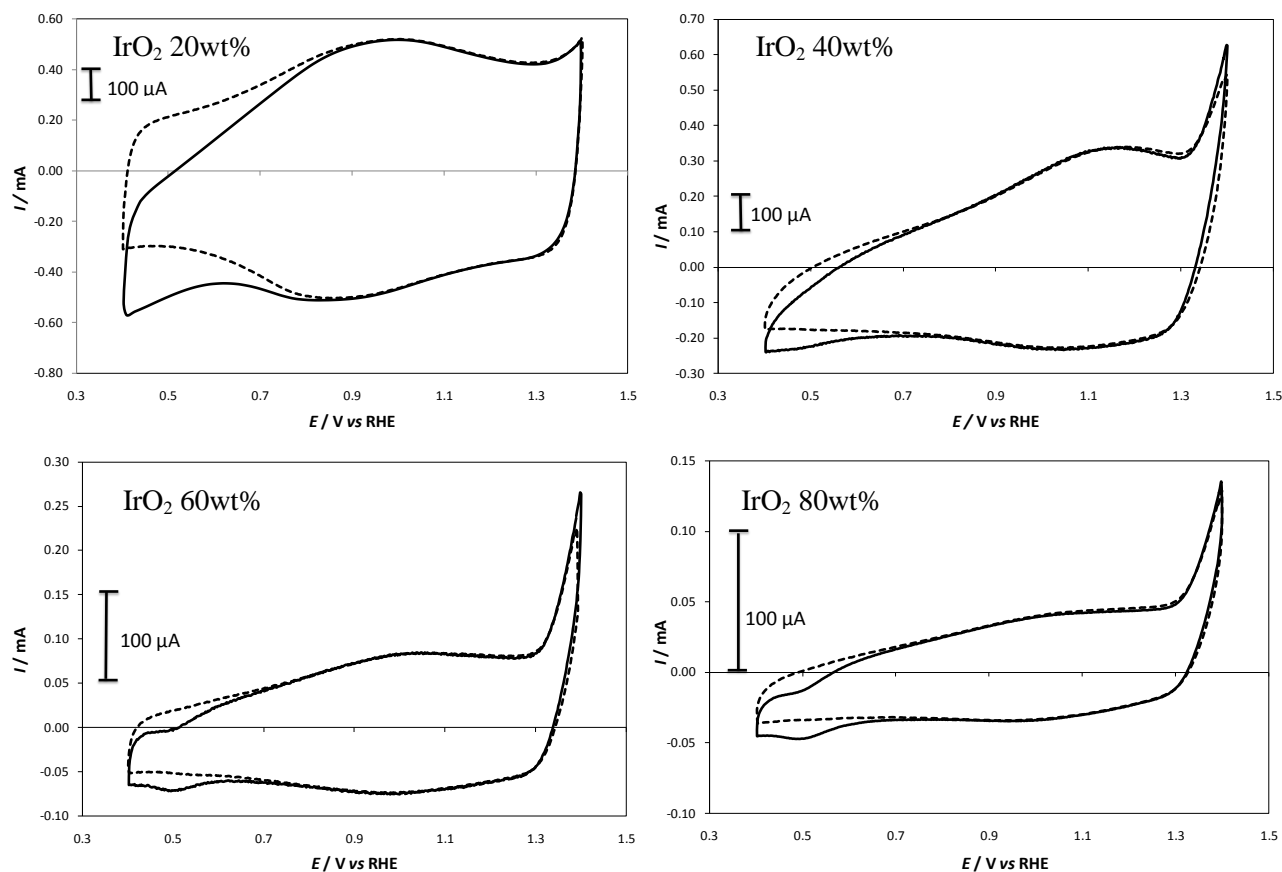 IrO₂ 20wt%
100 µA
I / mA
0.60
0.40
0.20
0.00
-0.20
-0.40
-0.60
-0.80
0.3 0.5 0.7 0.9 1.1 1.3 1.5
E / V vs RHE
IrO₂ 40wt%
100 µA
I / mA
0.70
0.60
0.50
0.40
0.30
0.20
0.10
0.00
-0.10
-0.20
-0.30
0.3 0.5 0.7 0.9 1.1 1.3 1.5
E / V vs RHE
IrO₂ 60wt%
100 µA
I / mA
0.30
0.25
0.20
0.15
0.10
0.05
0.00
-0.05
-0.10
0.3 0.5 0.7 0.9 1.1 1.3 1.5
E / V vs RHE
IrO₂ 80wt%
100 µA
I / mA
0.15
0.10
0.05
0.00
-0.05
-0.10
0.3 0.5 0.7 0.9 1.1 1.3 1.5
E / V vs RHE